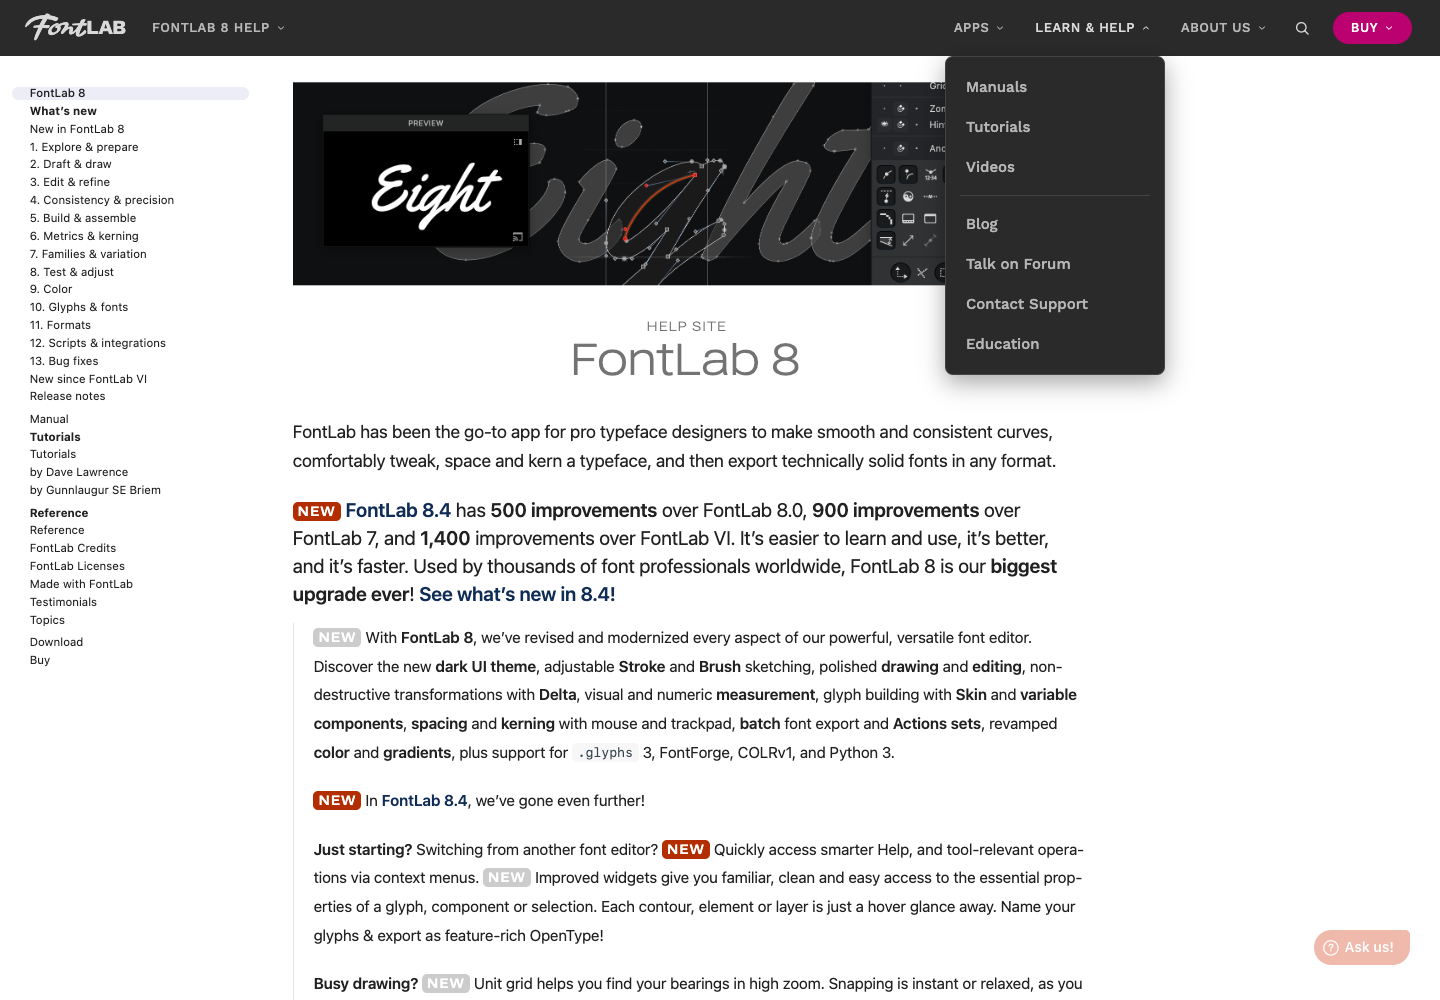 FontLAB
FONTLAB 8 HELP
APPS
LEARN & HELP
ABOUT US
BUY
Manuals
Tutorials
Videos
Blog
Talk on Forum
Contact Support
Education
FontLab 8
What's new
New in FontLab 8
1. Explore & prepare
2. Draft & draw
3. Edit & refine
4. Consistency & precision
5. Build & assemble
6. Metrics & kerning
7. Families & variation
8. Test & adjust
9. Color
10. Glyphs & fonts
11. Formats
12. Scripts & integrations
13. Bug fixes
New since FontLab VI
Release notes
Manual
Tutorials
Tutorials
by Dave Lawrence
by Gunnlaugur SE Briem
Reference
Reference
FontLab Credits
FontLab Licenses
Made with FontLab
Testimonials
Topics
Download
Buy
PREVIEW
Eight
Eight
HELP SITE
FontLab 8
FontLab has been the go-to app for pro typeface designers to make smooth and consistent curves,
comfortably tweak, space and kern a typeface, and then export technically solid fonts in any format.
NEW FontLab 8.4 has 500 improvements over FontLab 8.0, 900 improvements over
FontLab 7, and 1,400 improvements over FontLab VI. It's easier to learn and use, it's better,
and it's faster. Used by thousands of font professionals worldwide, FontLab 8 is our biggest
upgrade ever! See what's new in 8.4!
NEW With FontLab 8, we've revised and modernized every aspect of our powerful, versatile font editor.
Discover the new dark UI theme, adjustable Stroke and Brush sketching, polished drawing and editing, non-
destructive transformations with Delta, visual and numeric measurement, glyph building with Skin and variable
components, spacing and kerning with mouse and trackpad, batch font export and Actions sets, revamped
color and gradients, plus support for .glyphs 3, FontForge, COLRv1, and Python 3.
NEW In FontLab 8.4, we've gone even further!
Just starting? Switching from another font editor? NEW Quickly access smarter Help, and tool-relevant opera-
tions via context menus. NEW Improved widgets give you familiar, clean and easy access to the essential prop-
erties of a glyph, component or selection. Each contour, element or layer is just a hover glance away. Name your
glyphs & export as feature-rich OpenType!
Busy drawing? NEW Unit grid helps you find your bearings in high zoom. Snapping is instant or relaxed, as you
Ask us!